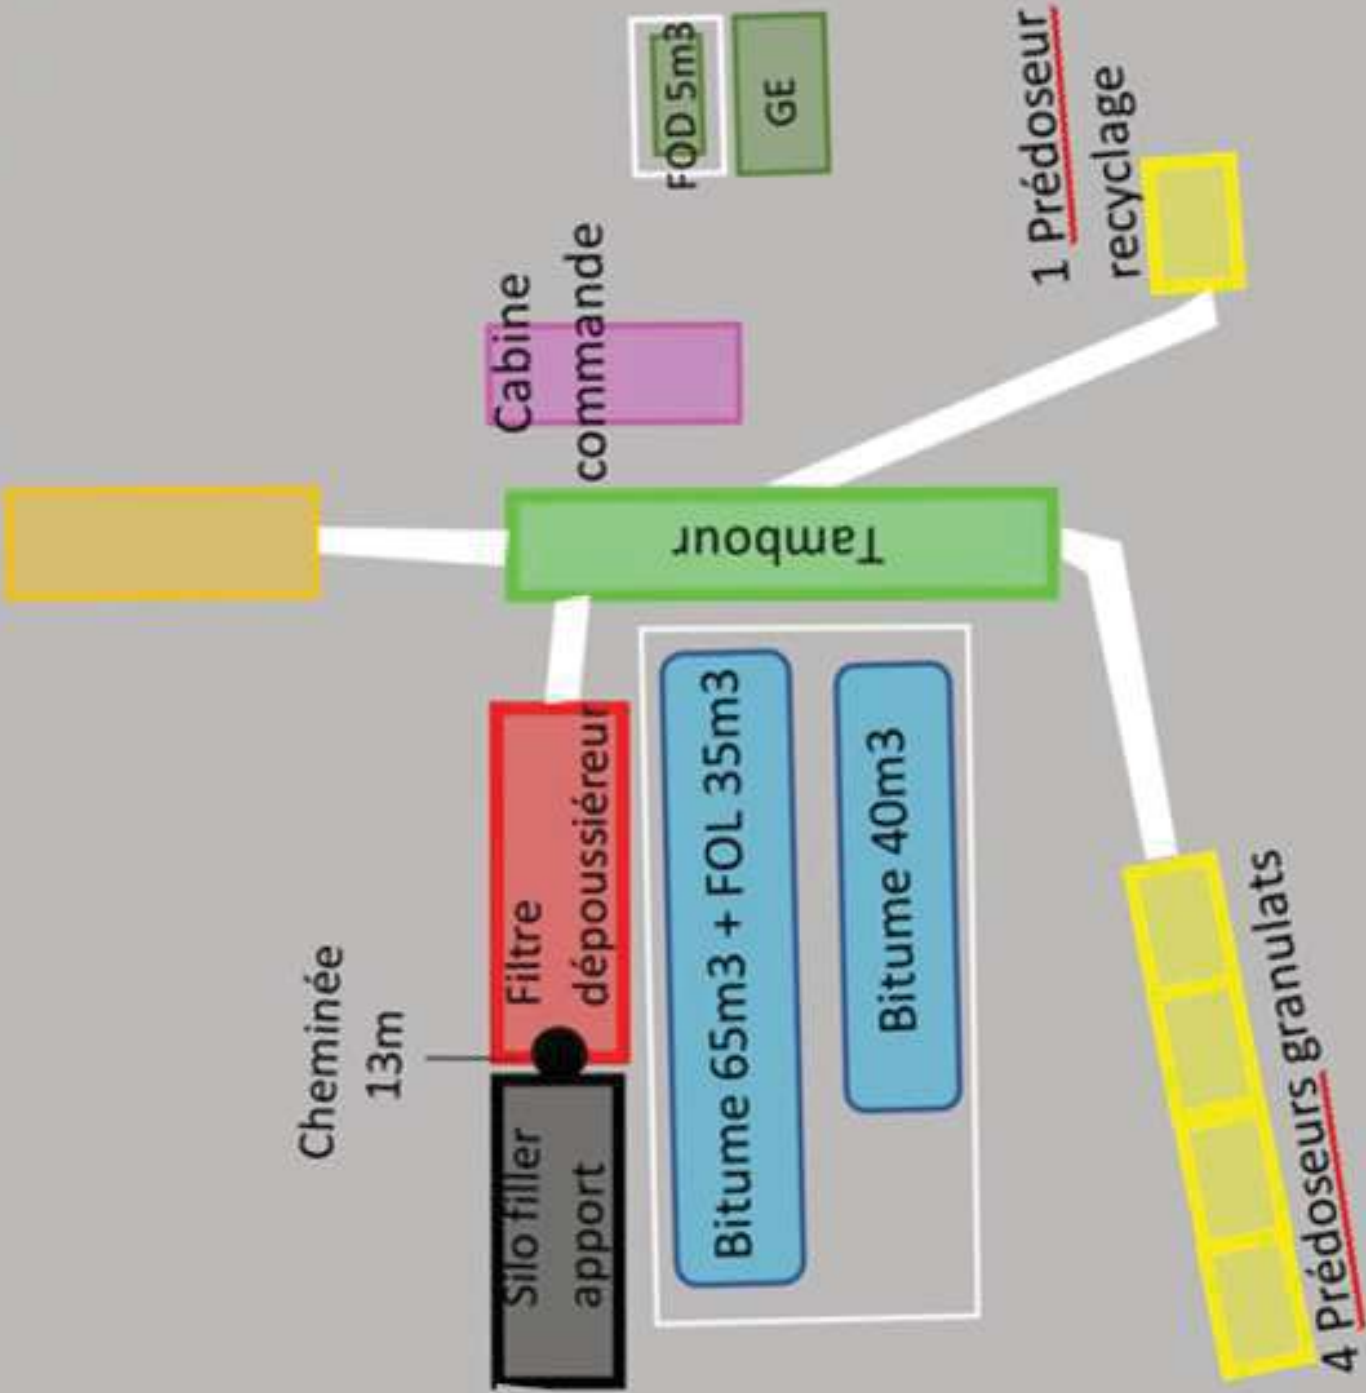 Cheminée
13m
Silo filler
apport
Filtre
dépoussiéreur
Cabine
commande
FOD 5m3
GE
Tambour
Bitume 65m3 + FOL 35m3
Bitume 40m3
1 Prédoseur
recyclage
4 Prédoseurs granulats